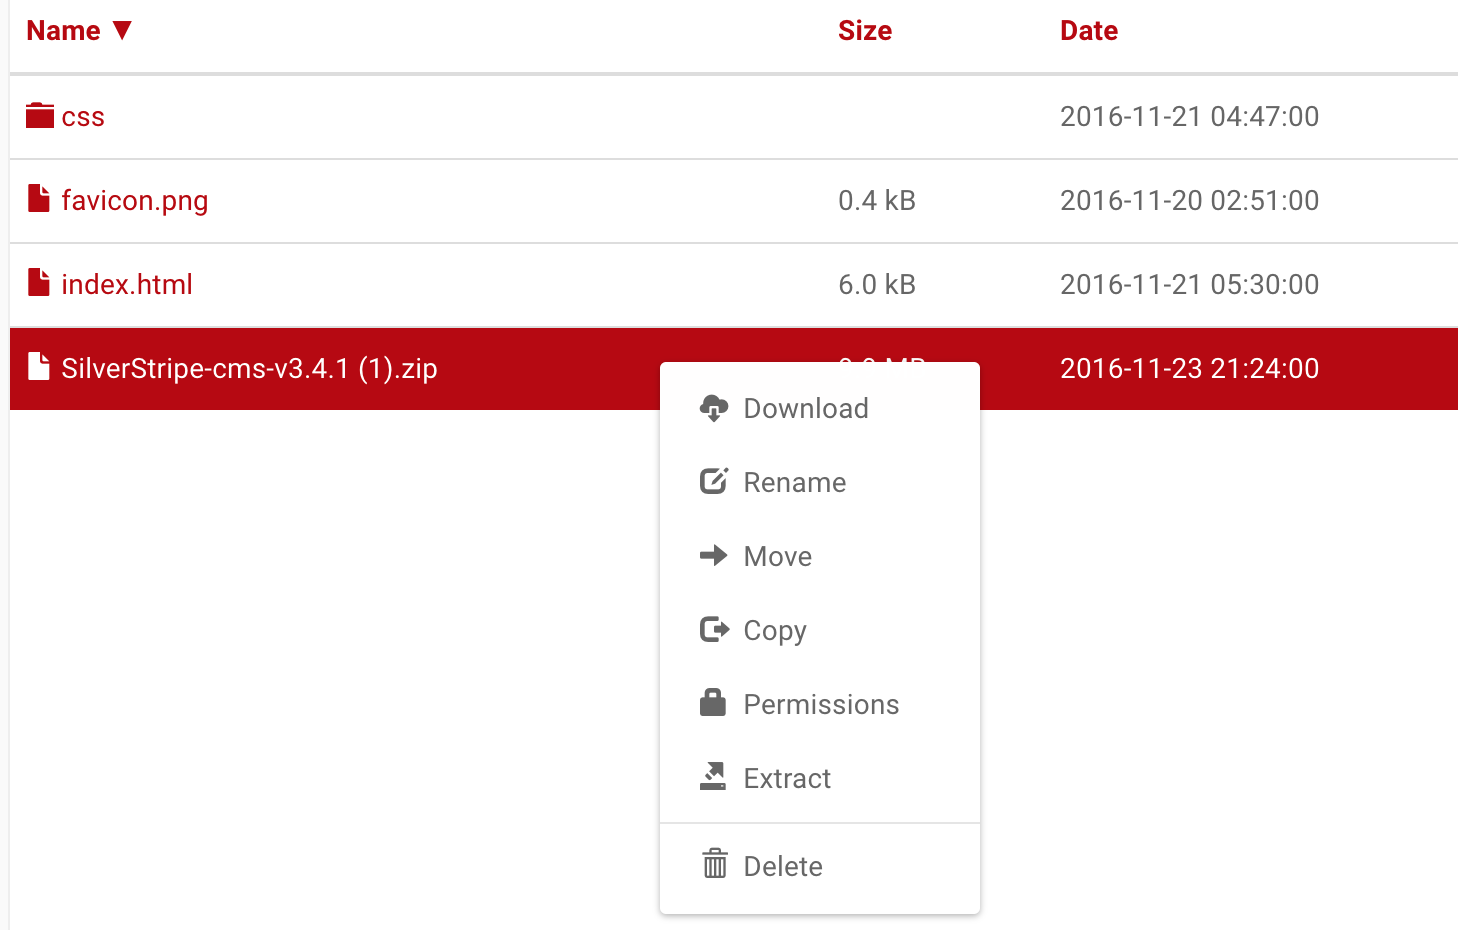 Name ▼ Size Date
css 2016-11-21 04:47:00
favicon.png 0.4 kB 2016-11-20 02:51:00
index.html 6.0 kB 2016-11-21 05:30:00
SilverStripe-cms-v3.4.1 (1).zip 2016-11-23 21:24:00
Download
Rename
Move
Copy
Permissions
Extract
Delete